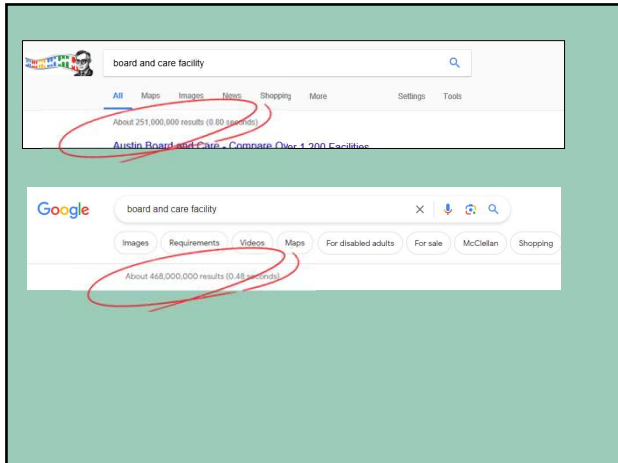 board and care facility
All Maps Images News Shopping More Settings Tools
About 251,000,000 results (0.80 seconds)
Austin Board and Care - Compare Over 1,200 Facilities
Google board and care facility
Images Requirements Videos Maps For disabled adults For sale McClellan Shopping
About 468,000,000 results (0.48 seconds)